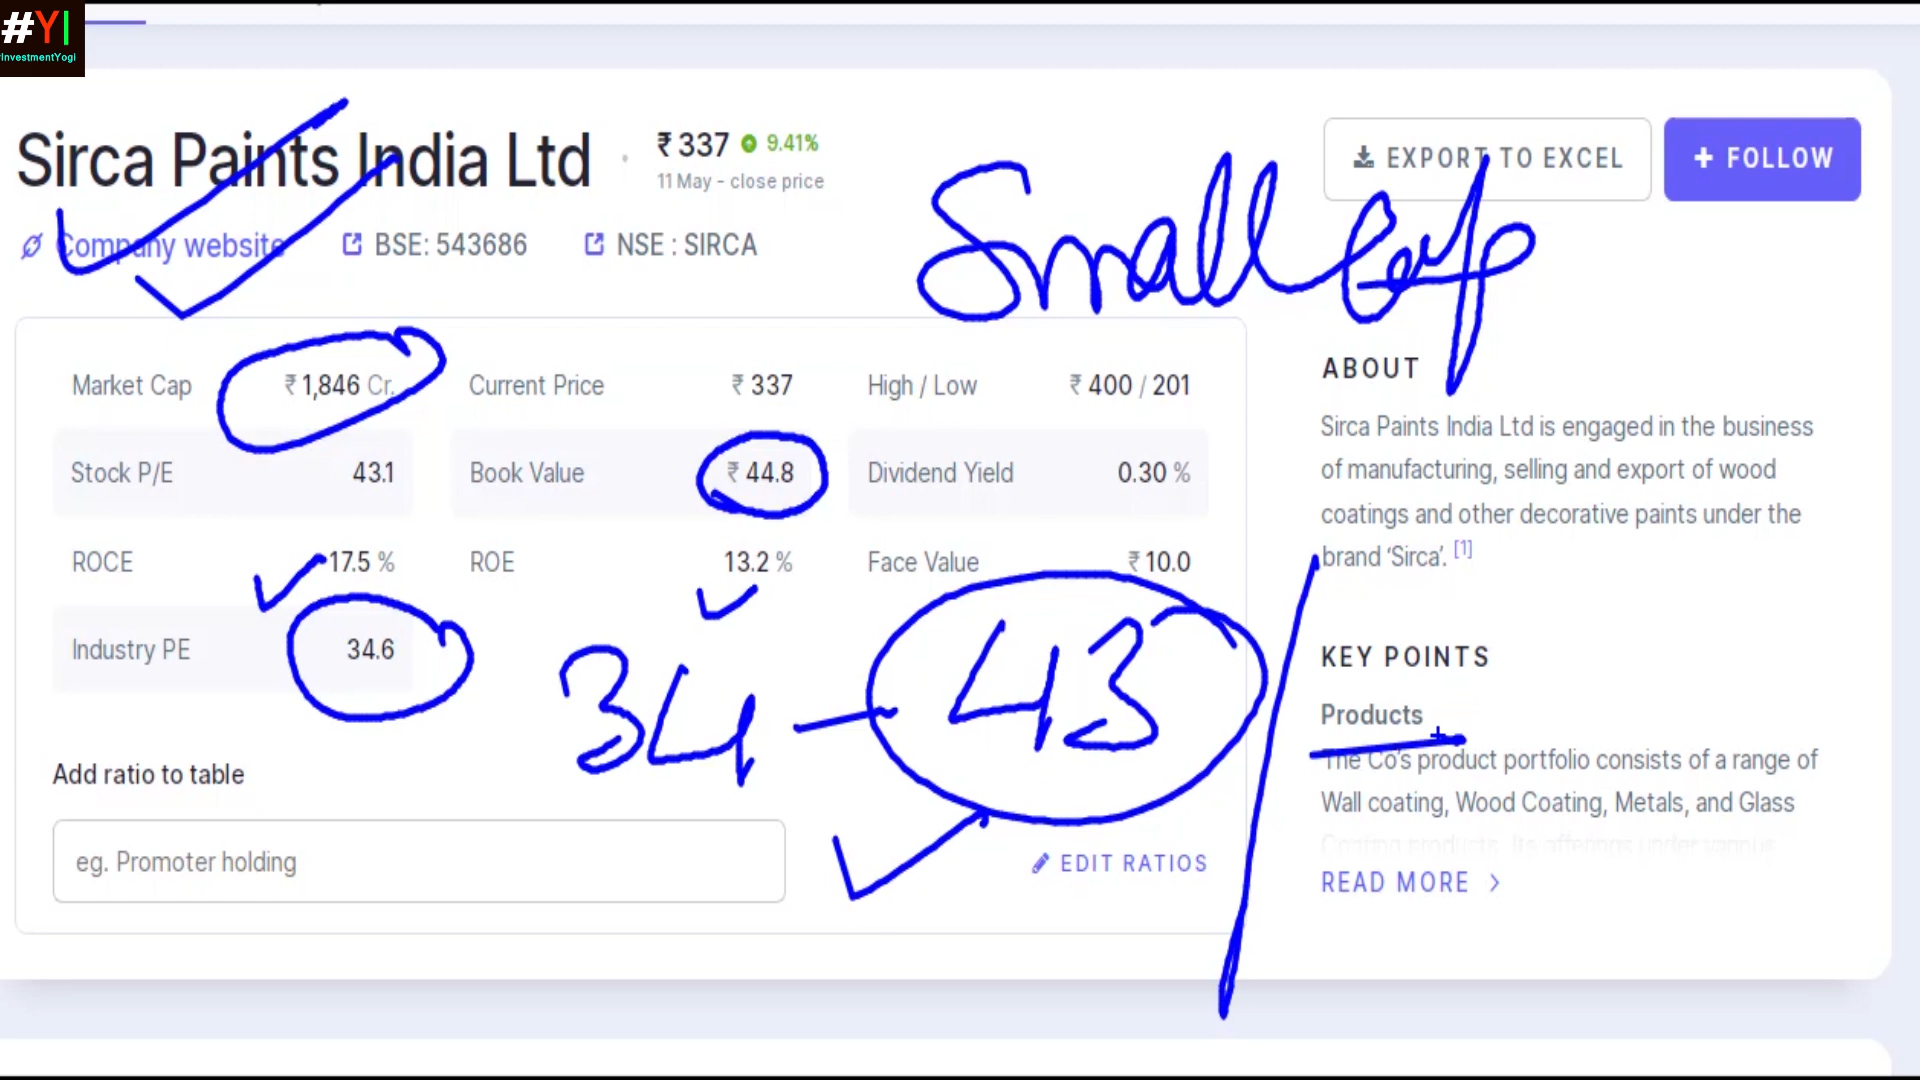 #Y|
InvestmentYogi
Sirca Paints India Ltd
₹ 337 9.41%
11 May - close price
EXPORT TO EXCEL
+ FOLLOW
Small Cap
Company website
BSE: 543686
NSE : SIRCA
Market Cap ₹ 1,846 Cr.
Current Price ₹ 337
High / Low ₹ 400 / 201
Stock P/E 43.1
Book Value ₹ 44.8
Dividend Yield 0.30 %
ROCE 17.5 %
ROE 13.2 %
Face Value ₹ 10.0
Industry PE 34.6
34 - 43
Add ratio to table
eg. Promoter holding
EDIT RATIOS
ABOUT
Sirca Paints India Ltd is engaged in the business
of manufacturing, selling and export of wood
coatings and other decorative paints under the
brand ‘Sirca’. [1]
KEY POINTS
Products
The Co's product portfolio consists of a range of
Wall coating, Wood Coating, Metals, and Glass
Coating products. Its offerings under various
READ MORE >